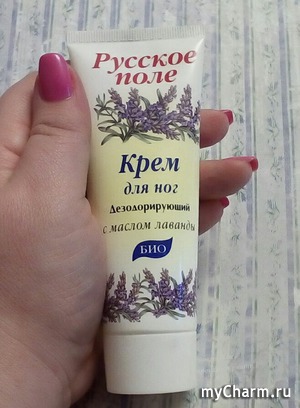 Русское
поле
Крем
для ног
Дезодорирующий
с маслом лаванды
БИО
myCharm.ru